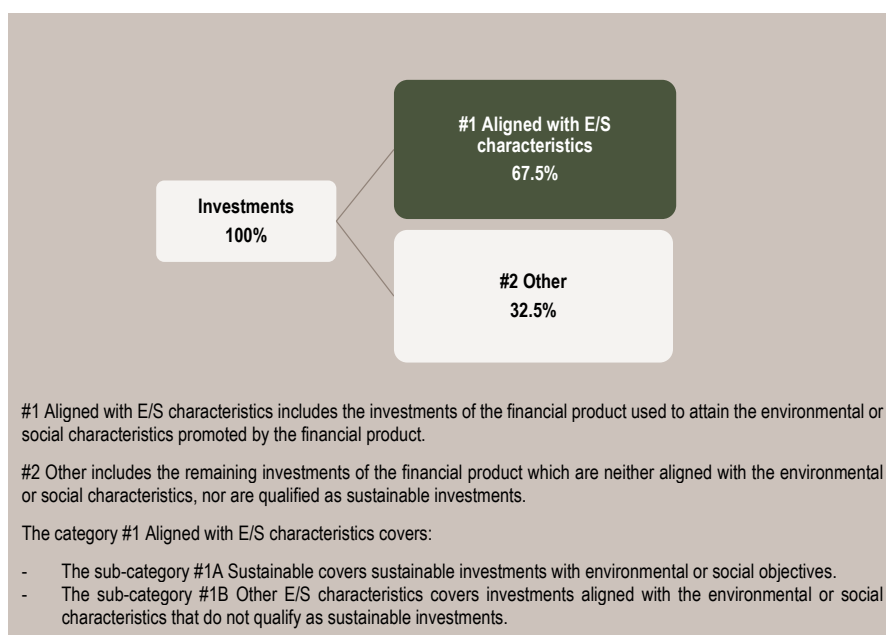 #1 Aligned with E/S
characteristics
67.5%
Investments
100%
#2 Other
32.5%
#1 Aligned with E/S characteristics includes the investments of the financial product used to attain the environmental or
social characteristics promoted by the financial product.
#2 Other includes the remaining investments of the financial product which are neither aligned with the environmental
or social characteristics, nor are qualified as sustainable investments.
The category #1 Aligned with E/S characteristics covers:
- The sub-category #1A Sustainable covers sustainable investments with environmental or social objectives.
- The sub-category #1B Other E/S characteristics covers investments aligned with the environmental or social
characteristics that do not qualify as sustainable investments.